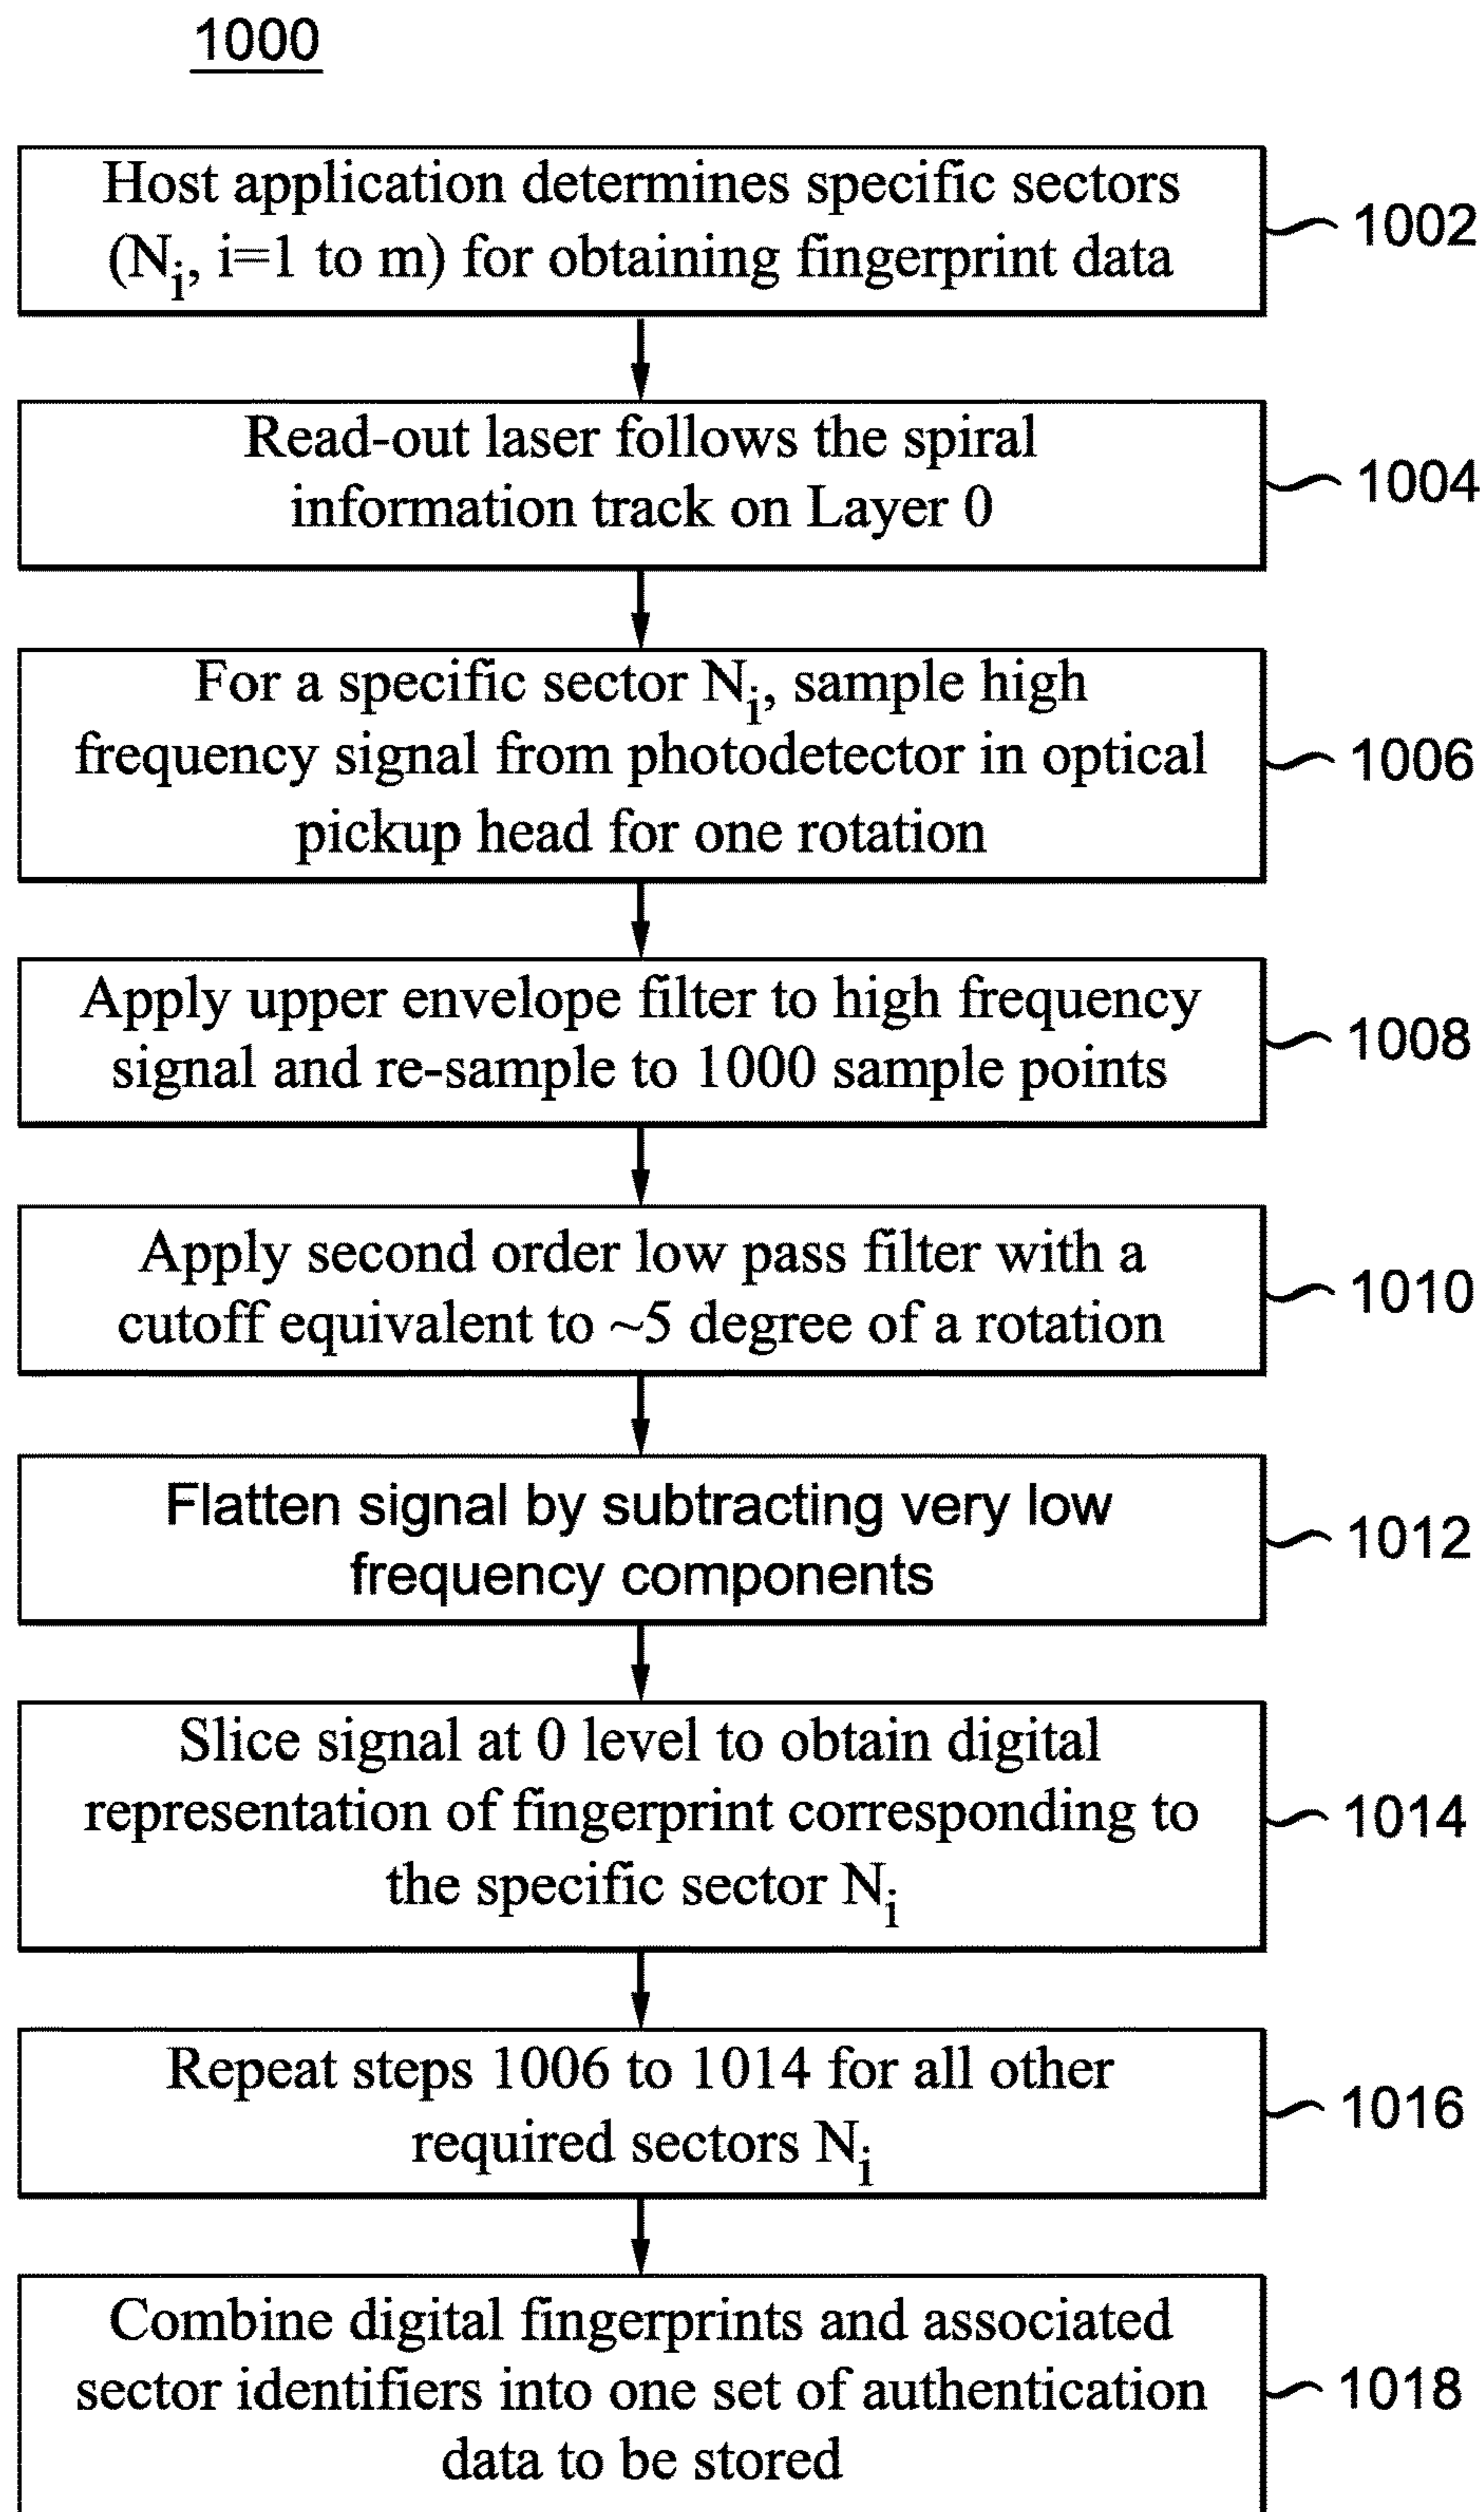 1000
Host application determines specific sectors
(Ni, i=1 to m) for obtaining fingerprint data
1002
Read-out laser follows the spiral
information track on Layer 0
1004
For a specific sector Ni, sample high
frequency signal from photodetector in optical
pickup head for one rotation
1006
Apply upper envelope filter to high frequency
signal and re-sample to 1000 sample points
1008
Apply second order low pass filter with a
cutoff equivalent to ~5 degree of a rotation
1010
Flatten signal by subtracting very low
frequency components
1012
Slice signal at 0 level to obtain digital
representation of fingerprint corresponding to
the specific sector Ni
1014
Repeat steps 1006 to 1014 for all other
required sectors Ni
1016
Combine digital fingerprints and associated
sector identifiers into one set of authentication
data to be stored
1018